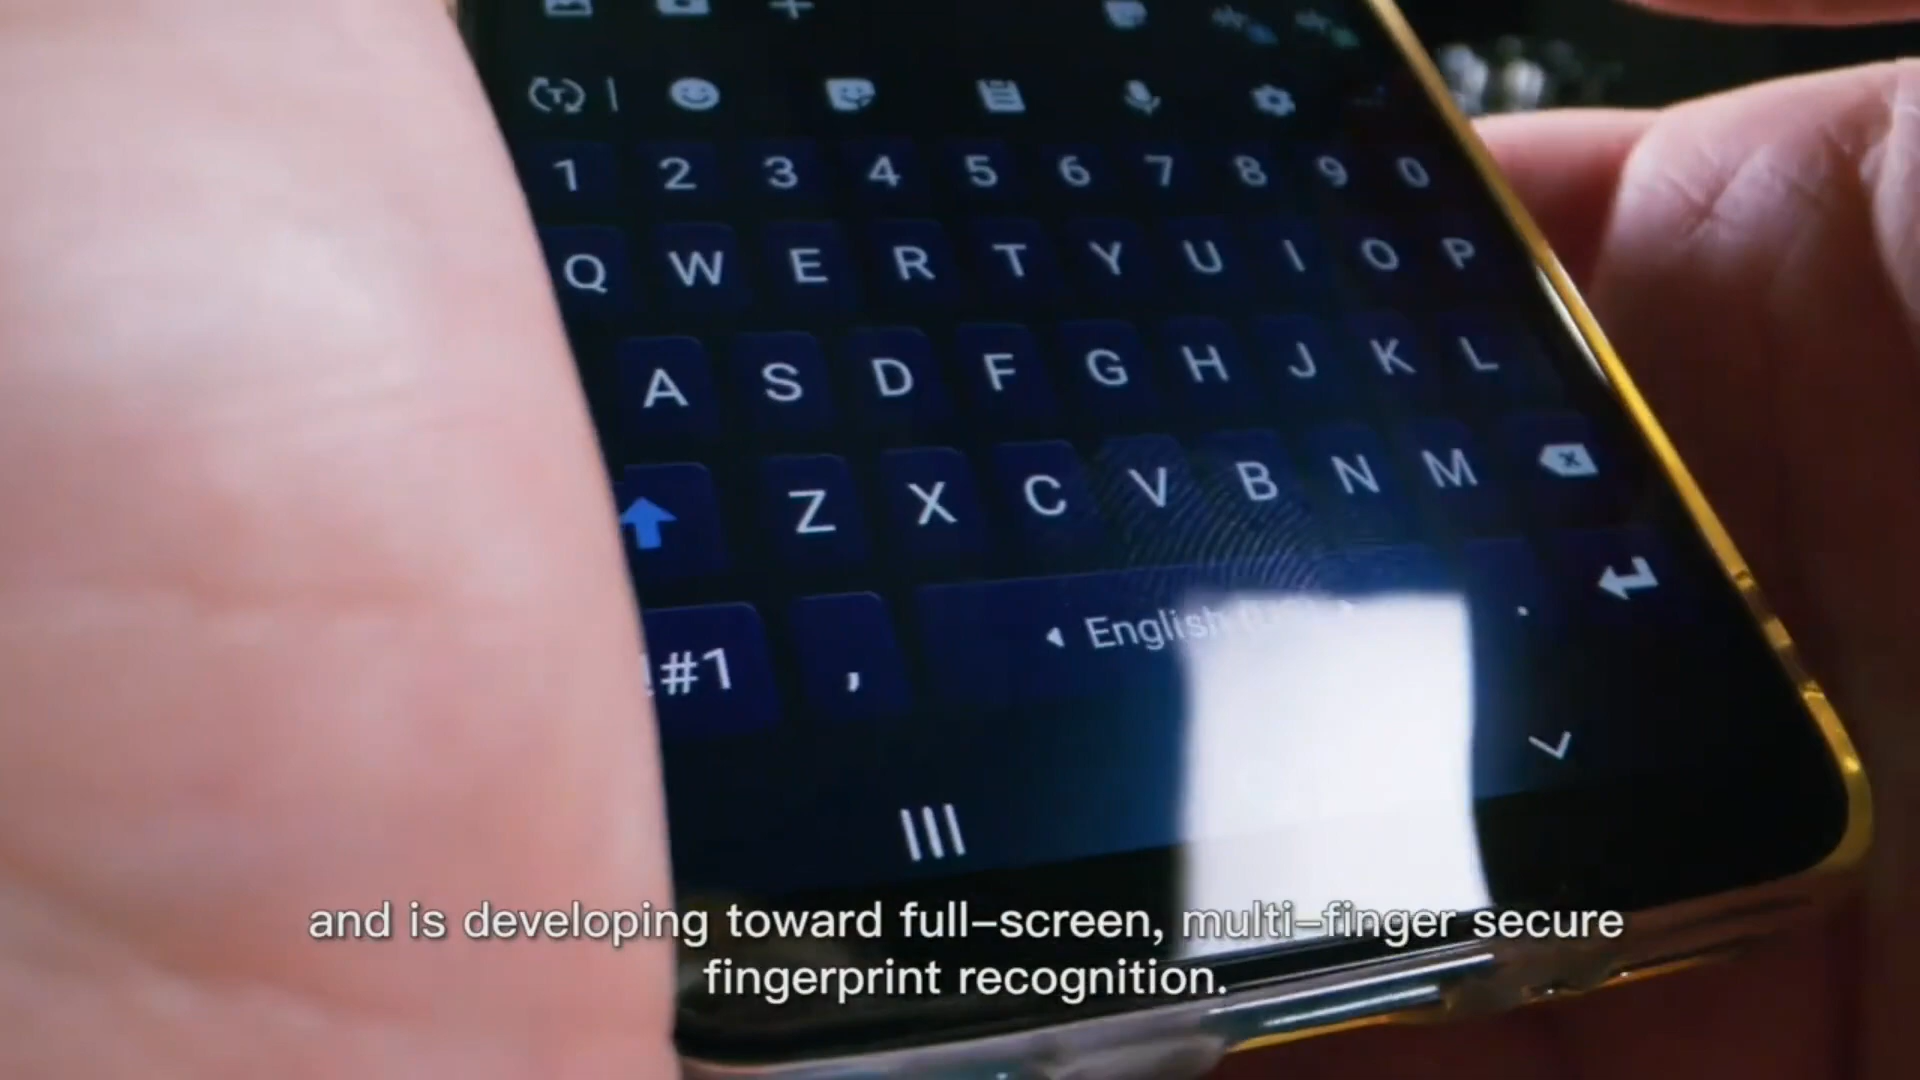 1 2 3 4 5 6 7 8 9 0
Q W E R T Y U I O P
A S D F G H J K L
Z X C V B N M
!#1 , English .
and is developing toward full-screen, multi-finger secure
fingerprint recognition.